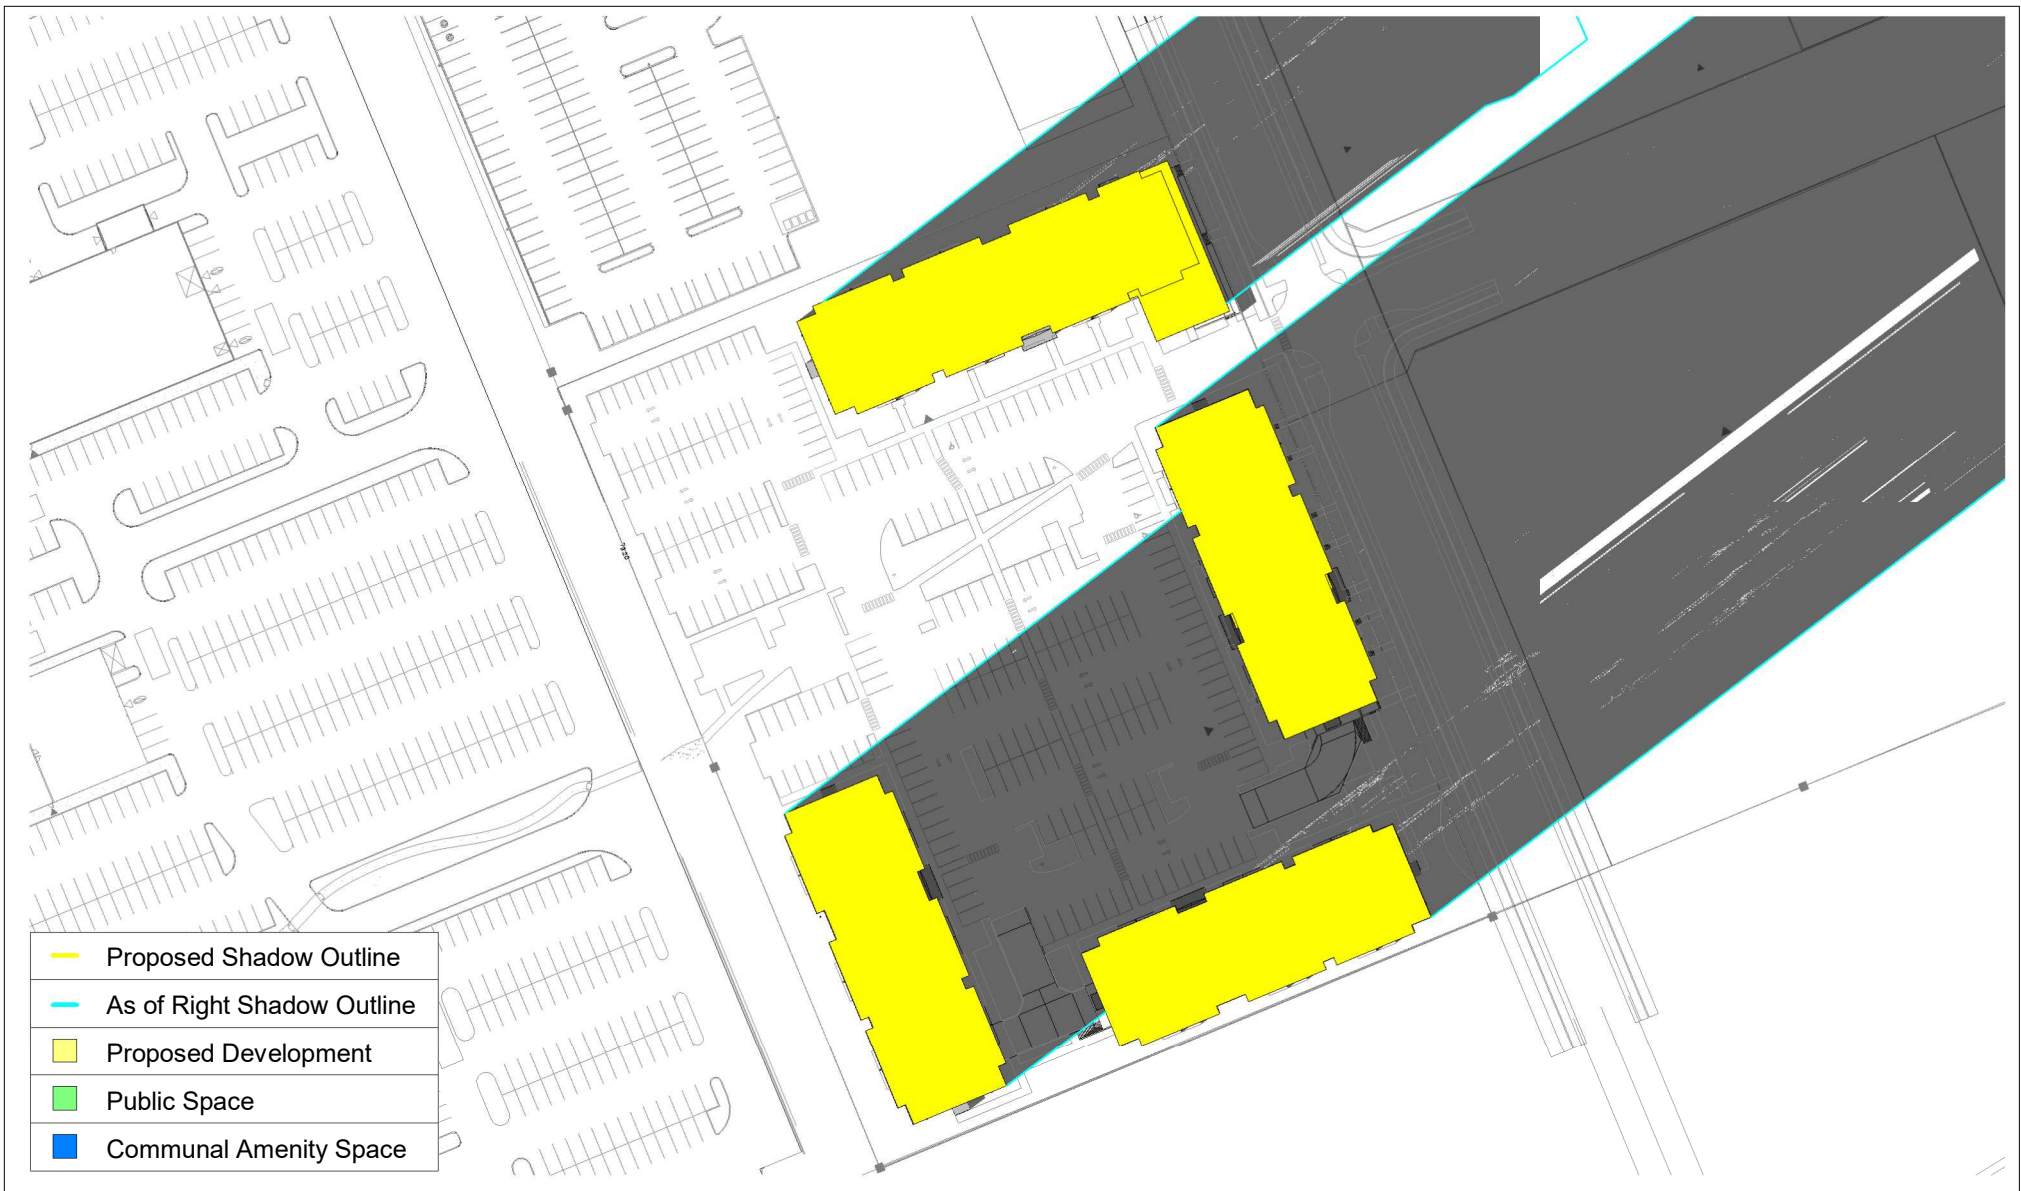 Proposed Shadow Outline
As of Right Shadow Outline
Proposed Development
Public Space
Communal Amenity Space